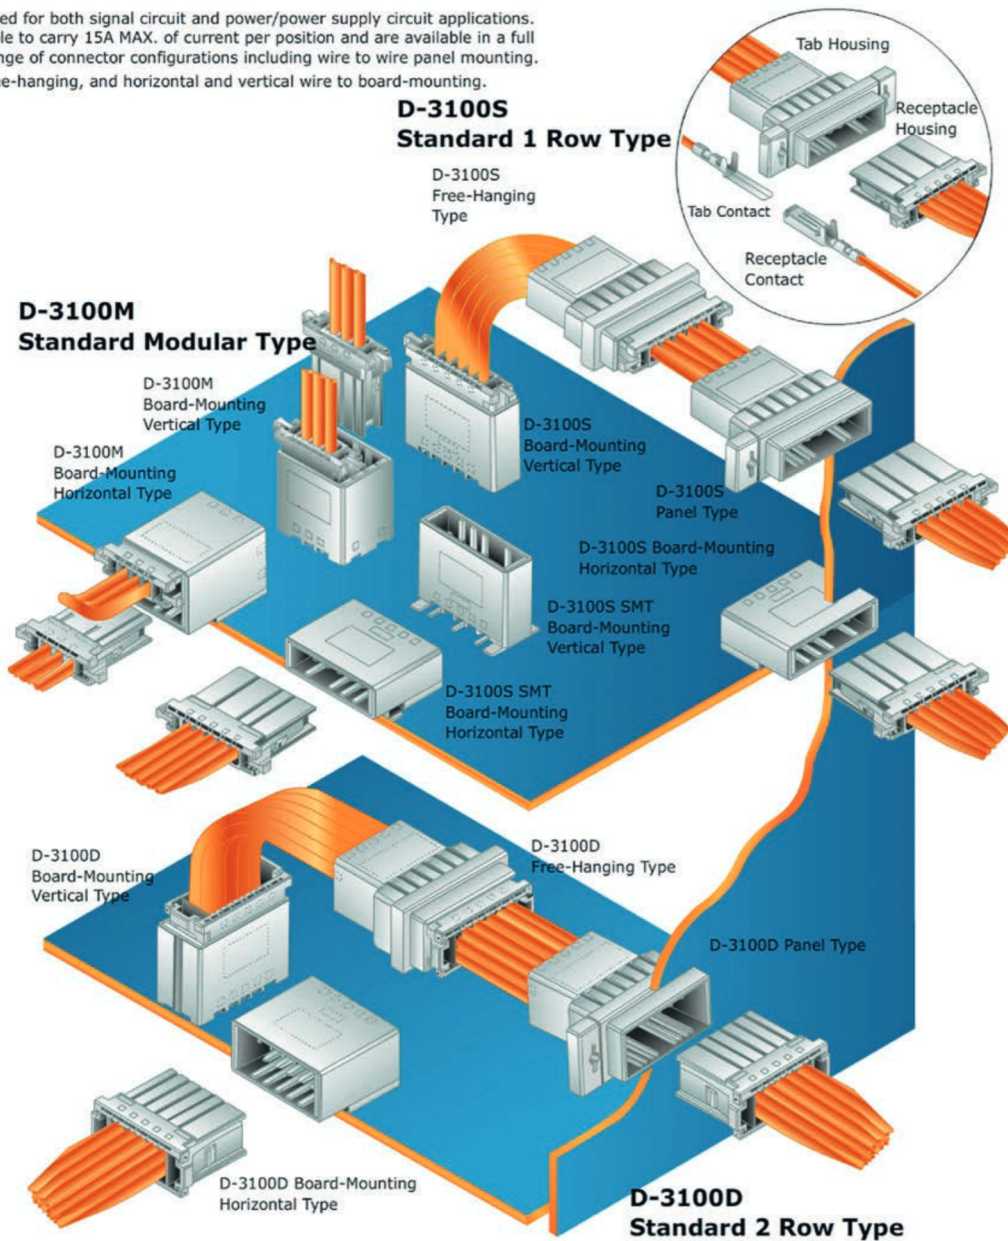 ed for both signal circuit and power/power supply circuit applications.
le to carry 15A MAX. of current per position and are available in a full
nge of connector configurations including wire to wire panel mounting.
e-hanging, and horizontal and vertical wire to board-mounting.
D-3100S
Standard 1 Row Type
D-3100S
Free-Hanging
Type
Tab Housing
Receptacle
Housing
Tab Contact
Receptacle
Contact
D-3100M
Standard Modular Type
D-3100M
Board-Mounting
Vertical Type
D-3100M
Board-Mounting
Horizontal Type
D-3100S
Board-Mounting
Vertical Type
D-3100S
Panel Type
D-3100S Board-Mounting
Horizontal Type
D-3100S SMT
Board-Mounting
Vertical Type
D-3100S SMT
Board-Mounting
Horizontal Type
D-3100D
Board-Mounting
Vertical Type
D-3100D
Free-Hanging Type
D-3100D Panel Type
D-3100D Board-Mounting
Horizontal Type
D-3100D
Standard 2 Row Type